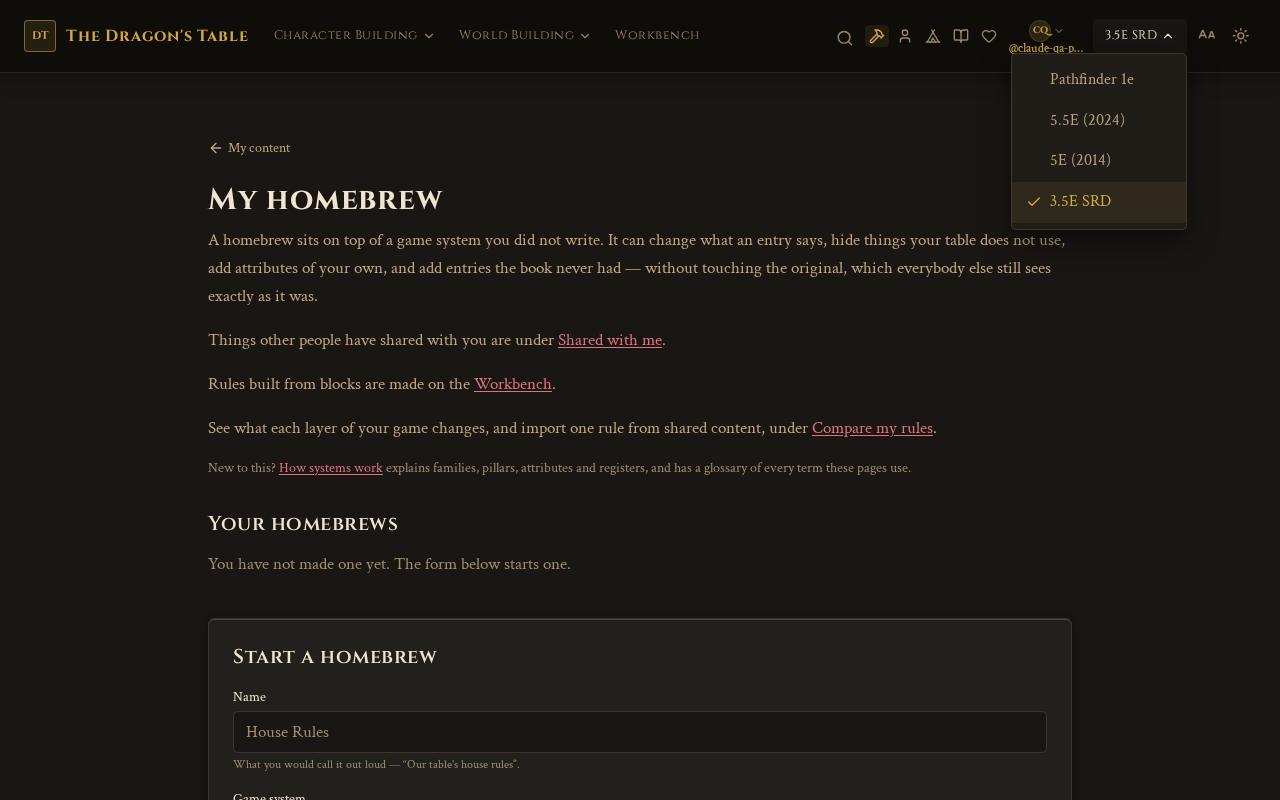 DT The Dragon's Table Character Building World Building Workbench CQ 3.5E SRD AA
@claude-qa-p...
Pathfinder 1e
5.5E (2024)
5E (2014)
3.5E SRD
My content
My homebrew
A homebrew sits on top of a game system you did not write. It can change what an entry says, hide things your table does not use,
add attributes of your own, and add entries the book never had — without touching the original, which everybody else still sees
exactly as it was.
Things other people have shared with you are under Shared with me.
Rules built from blocks are made on the Workbench.
See what each layer of your game changes, and import one rule from shared content, under Compare my rules.
New to this? How systems work explains families, pillars, attributes and registers, and has a glossary of every term these pages use.
Your homebrews
You have not made one yet. The form below starts one.
Start a homebrew
Name
House Rules
What you would call it out loud — “Our table's house rules”.
Game system